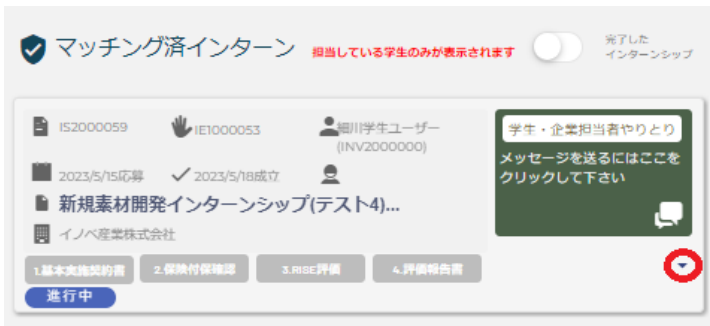 マッチング済インターン 担当している学生のみが表示されます 完了した
インターンシップ
IS2000059 IE1000053 細川学生ユーザー
(INV2000000)
2023/5/15応募 2023/5/18成立
新規素材開発インターンシップ(テスト4)...
イノベ産業株式会社
学生・企業担当者やりとり
メッセージを送るにはここを
クリックして下さい
1.基本実施契約書 2.保険付保確認 3.RISE評価 4.評価報告書
進行中